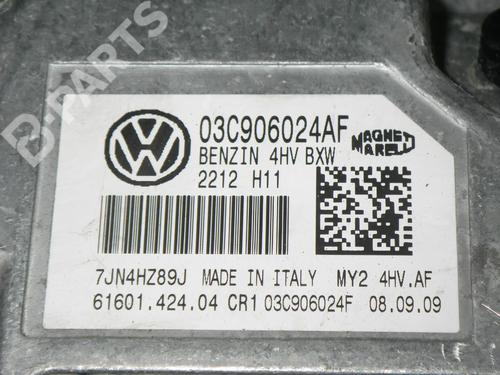 B-PARTS
03C906024AF
BENZIN 4HV BXW
MAGNETI
MARELLI
2212 H11
7JN4HZ89J MADE IN ITALY MY2 4HV.AF
61601.424.04 CR1 03C906024F 08.09.09